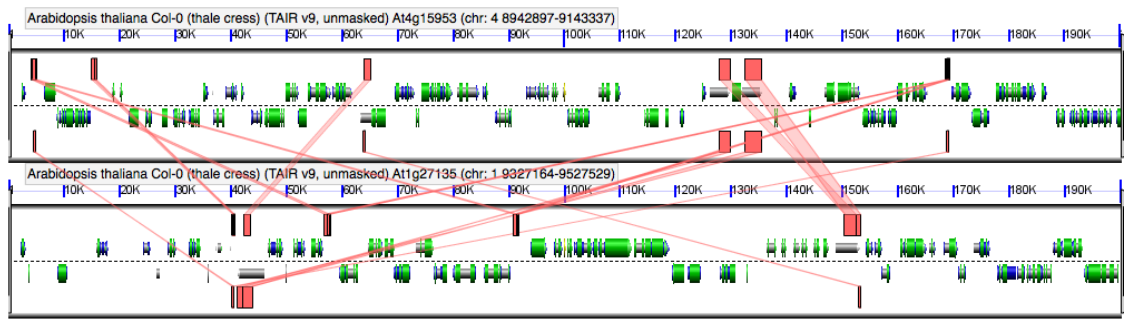 Arabidopsis thaliana Col-0 (thale cress) (TAIR v9, unmasked) At4g15953 (chr: 4 8942897-9143337)
10K 20K 30K 40K 50K 60K 70K 80K 90K 100K 110K 120K 130K 140K 150K 160K 170K 180K 190K
Arabidopsis thaliana Col-0 (thale cress) (TAIR v9, unmasked) At1g27135 (chr: 1 9327164-9527529)
10K 20K 30K 40K 50K 60K 70K 80K 90K 100K 110K 120K 130K 140K 150K 160K 170K 180K 190K